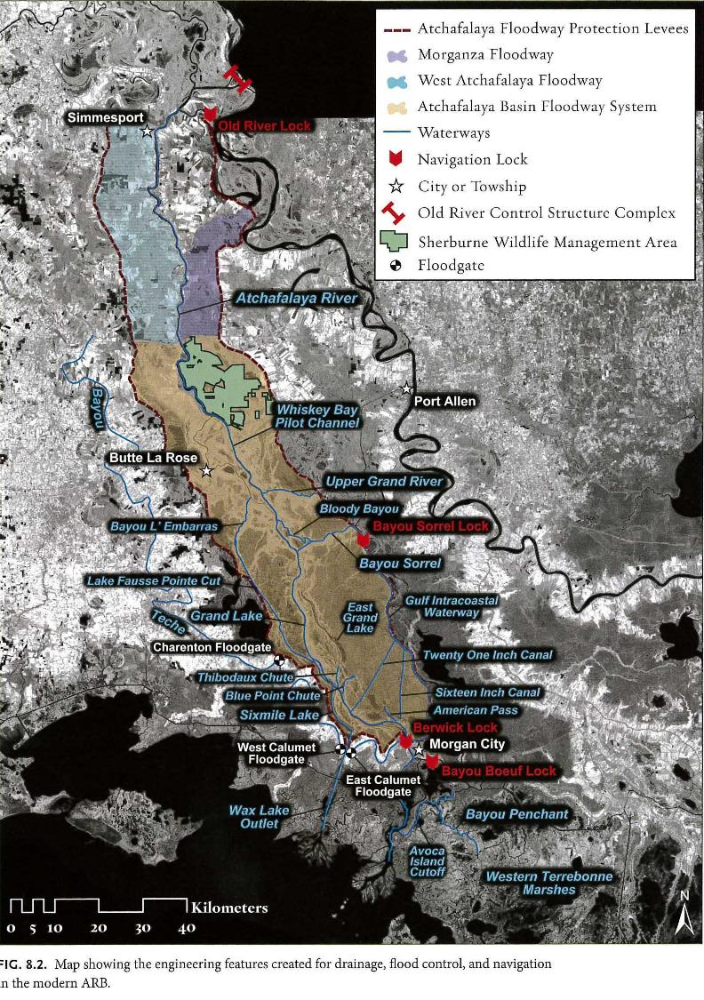 Atchafalaya Floodway Protection Levees
Morganza Floodway
West Atchafalaya Floodway
Atchafalaya Basin Floodway System
Waterways
Navigation Lock
City or Township
Old River Control Structure Complex
Sherburne Wildlife Management Area
Floodgate
Simmesport
Old River Lock
Atchafalaya River
Port Allen
Bayou
Whiskey Bay
Pilot Channel
Butte La Rose
Upper Grand River
Bloody Bayou
Bayou L' Embarras
Bayou Sorrel Lock
Bayou Sorrel
Lake Fausse Pointe Cut
Teche
Grand Lake
East
Grand
Lake
Gulf Intracoastal
Waterway
Charenton Floodgate
Twenty One Inch Canal
Thibodaux Chute
Blue Point Chute
Sixteen Inch Canal
Sixmile Lake
American Pass
Berwick Lock
Morgan City
West Calumet
Floodgate
Bayou Boeuf Lock
East Calumet
Floodgate
Wax Lake
Outlet
Bayou Penchant
Avoca
Island
Cutoff
Western Terrebonne
Marshes
Kilometers
0 5 10 20 30 40
N
FIG. 8.2. Map showing the engineering features created for drainage, flood control, and navigation
in the modern ARB.